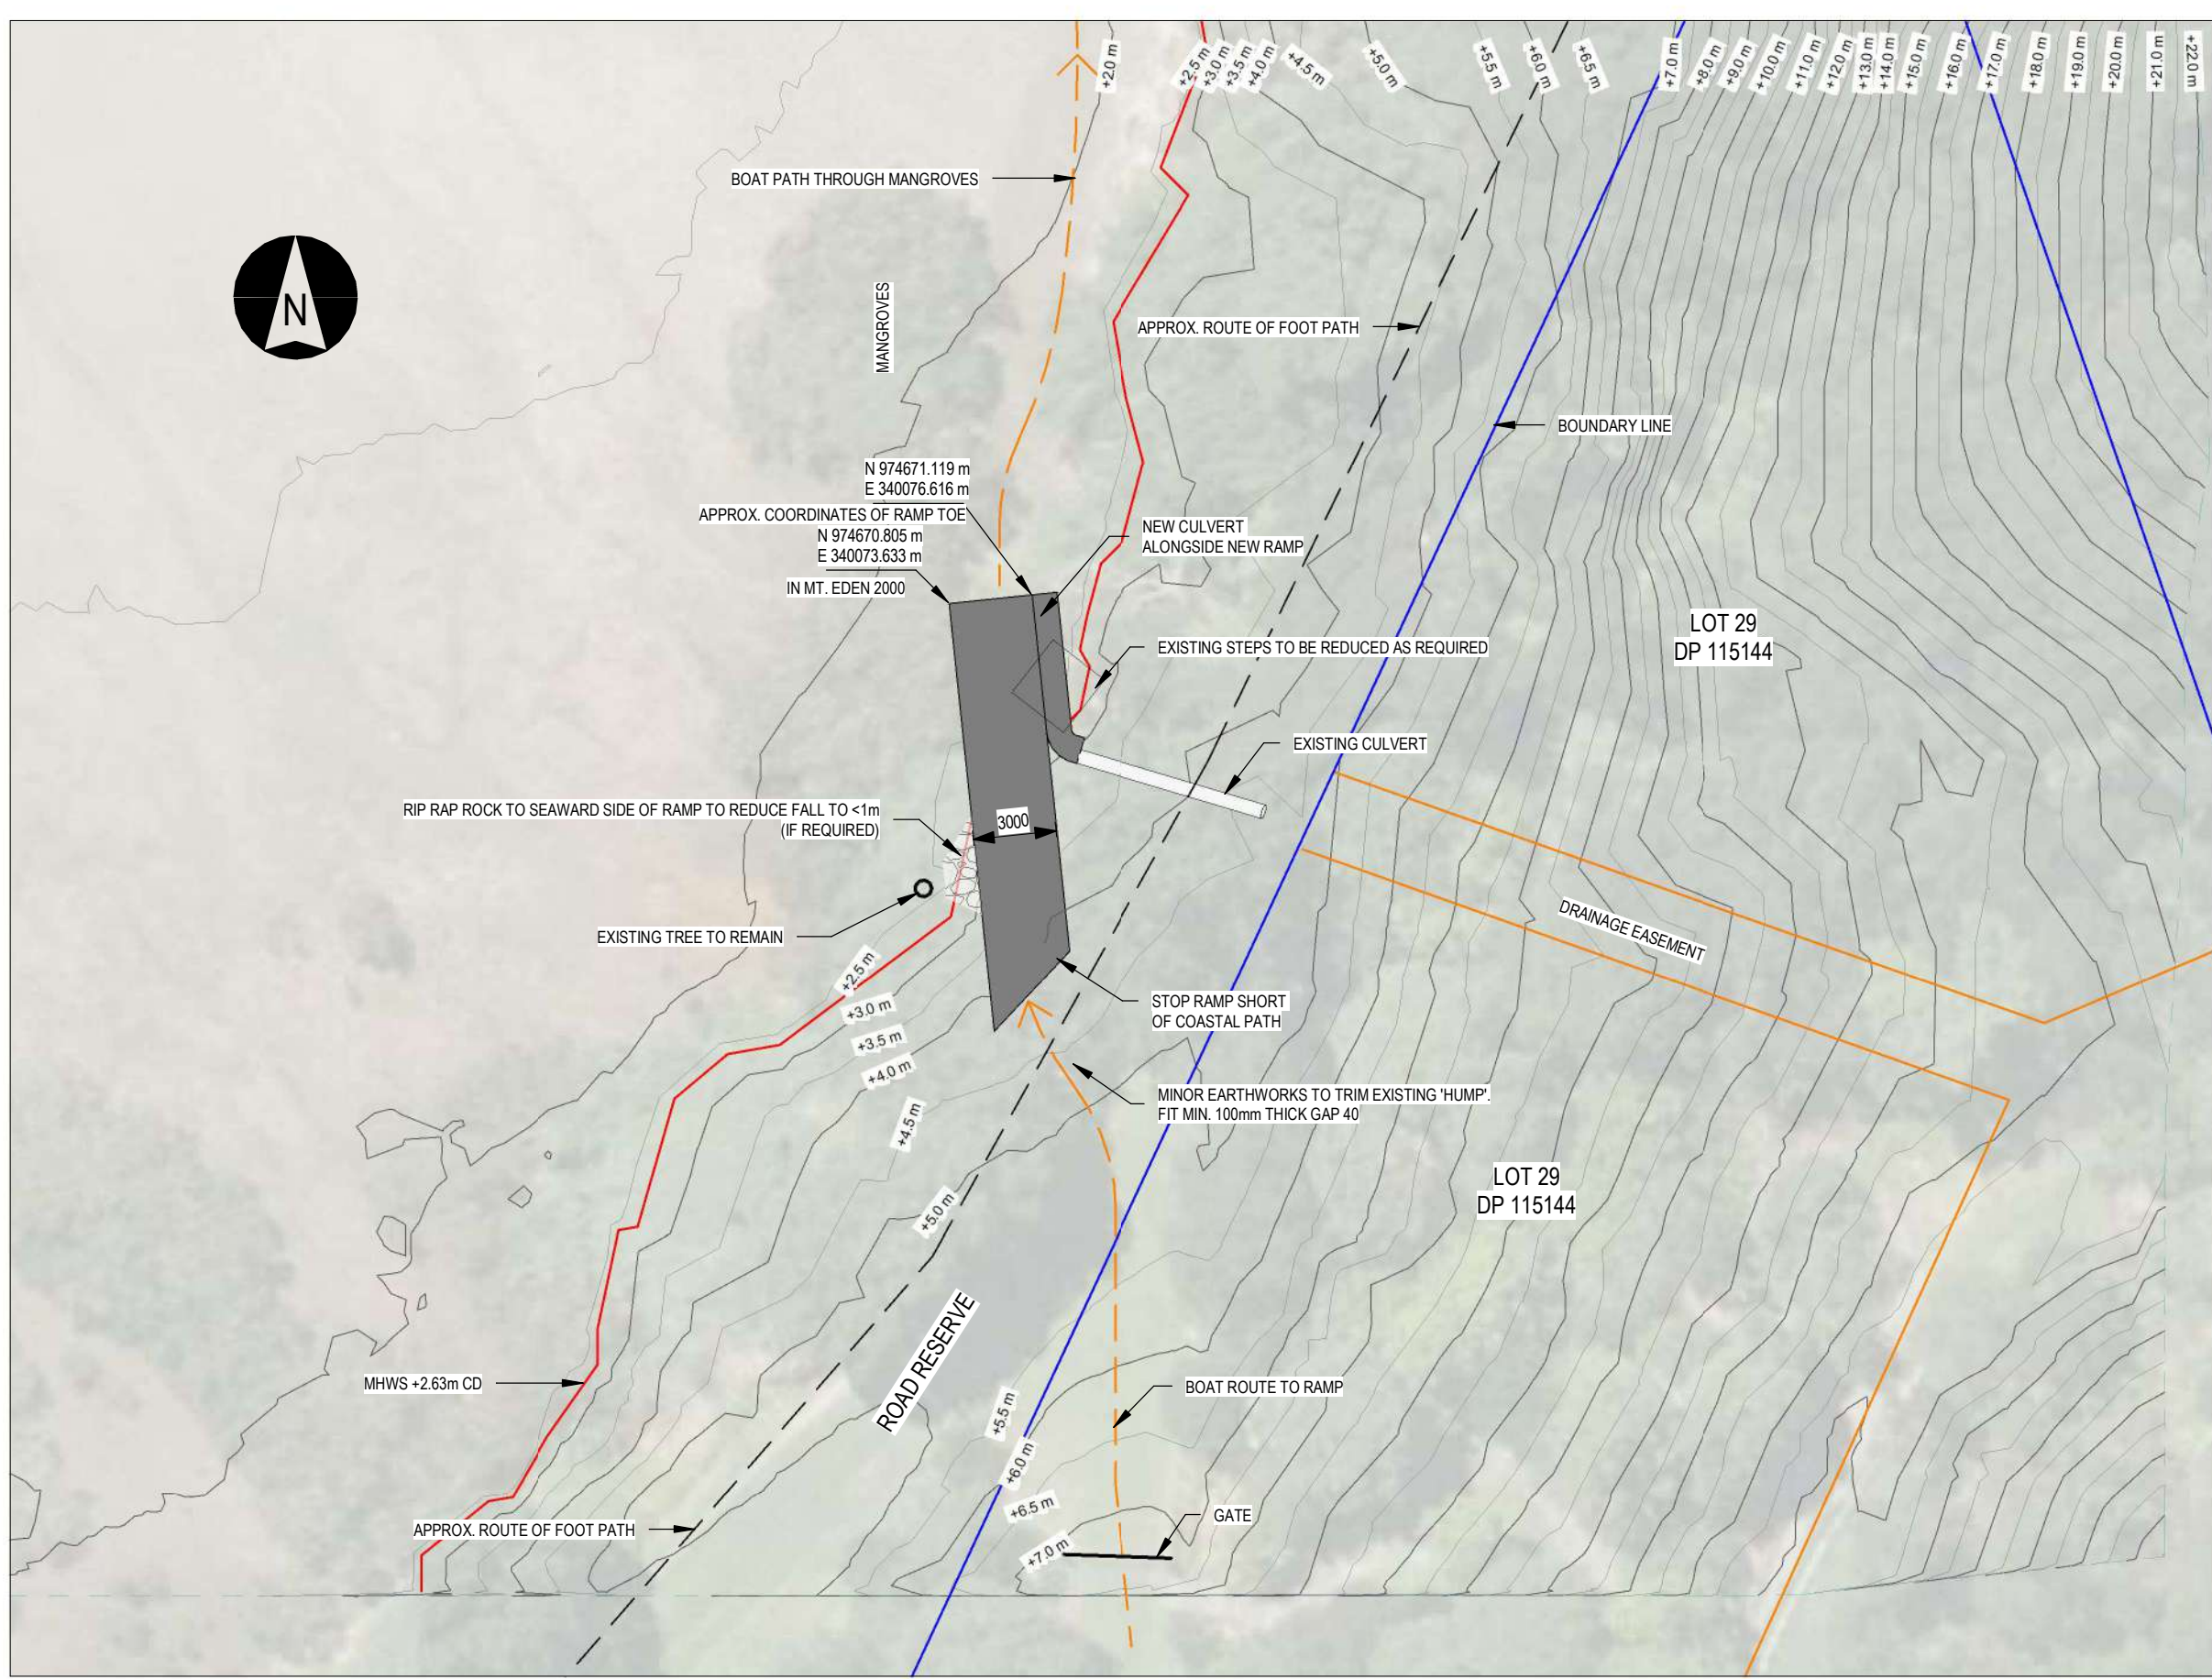 +2.0 m
+2.5 m
+3.0 m
+3.5 m
+4.0 m
+4.5 m
+5.0 m
+5.5 m
+6.0 m
+6.5 m
+7.0 m
+8.0 m
+9.0 m
+10.0 m
+11.0 m
+12.0 m
+13.0 m
+14.0 m
+15.0 m
+16.0 m
+17.0 m
+18.0 m
+19.0 m
+20.0 m
+21.0 m
+22.0 m
BOAT PATH THROUGH MANGROVES
N
MANGROVES
APPROX. ROUTE OF FOOT PATH
BOUNDARY LINE
N 974671.119 m
E 340076.616 m
APPROX. COORDINATES OF RAMP TOE
N 974670.805 m
E 340073.633 m
IN MT. EDEN 2000
NEW CULVERT
ALONGSIDE NEW RAMP
LOT 29
DP 115144
EXISTING STEPS TO BE REDUCED AS REQUIRED
EXISTING CULVERT
RIP RAP ROCK TO SEAWARD SIDE OF RAMP TO REDUCE FALL TO <1m
(IF REQUIRED)
3000
EXISTING TREE TO REMAIN
DRAINAGE EASEMENT
+2.5 m
+3.0 m
+3.5 m
+4.0 m
+4.5 m
+5.0 m
STOP RAMP SHORT
OF COASTAL PATH
MINOR EARTHWORKS TO TRIM EXISTING 'HUMP'.
FIT MIN. 100mm THICK GAP 40
LOT 29
DP 115144
ROAD RESERVE
MHWS +2.63m CD
BOAT ROUTE TO RAMP
+5.5 m
+6.0 m
+6.5 m
+7.0 m
GATE
APPROX. ROUTE OF FOOT PATH